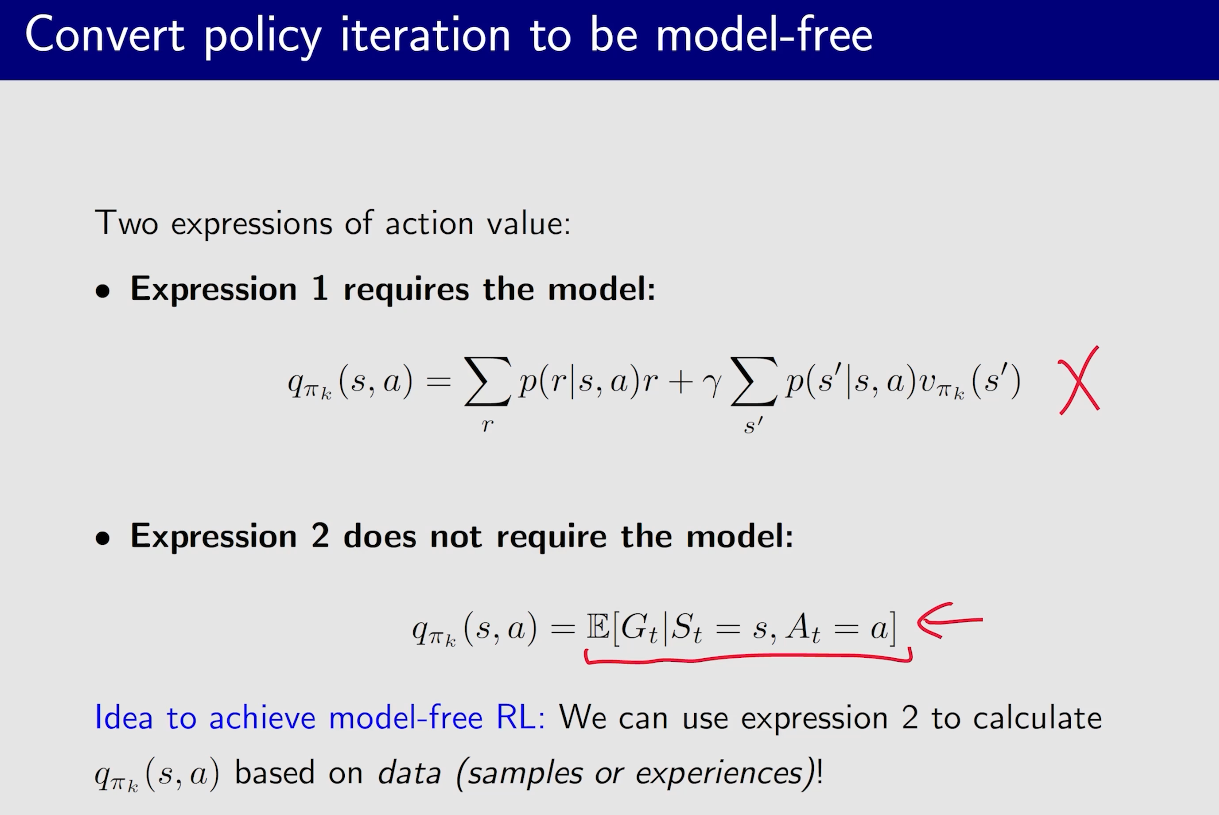 Convert policy iteration to be model-free
Two expressions of action value:
• Expression 1 requires the model:
$q_{\pi_k}(s, a) = \sum_{r} p(r|s, a)r + \gamma \sum_{s'} p(s'|s, a)v_{\pi_k}(s')$
• Expression 2 does not require the model:
$q_{\pi_k}(s, a) = \mathbb{E}[G_t|S_t = s, A_t = a]$
Idea to achieve model-free RL: We can use expression 2 to calculate
$q_{\pi_k}(s, a)$ based on data (samples or experiences)!